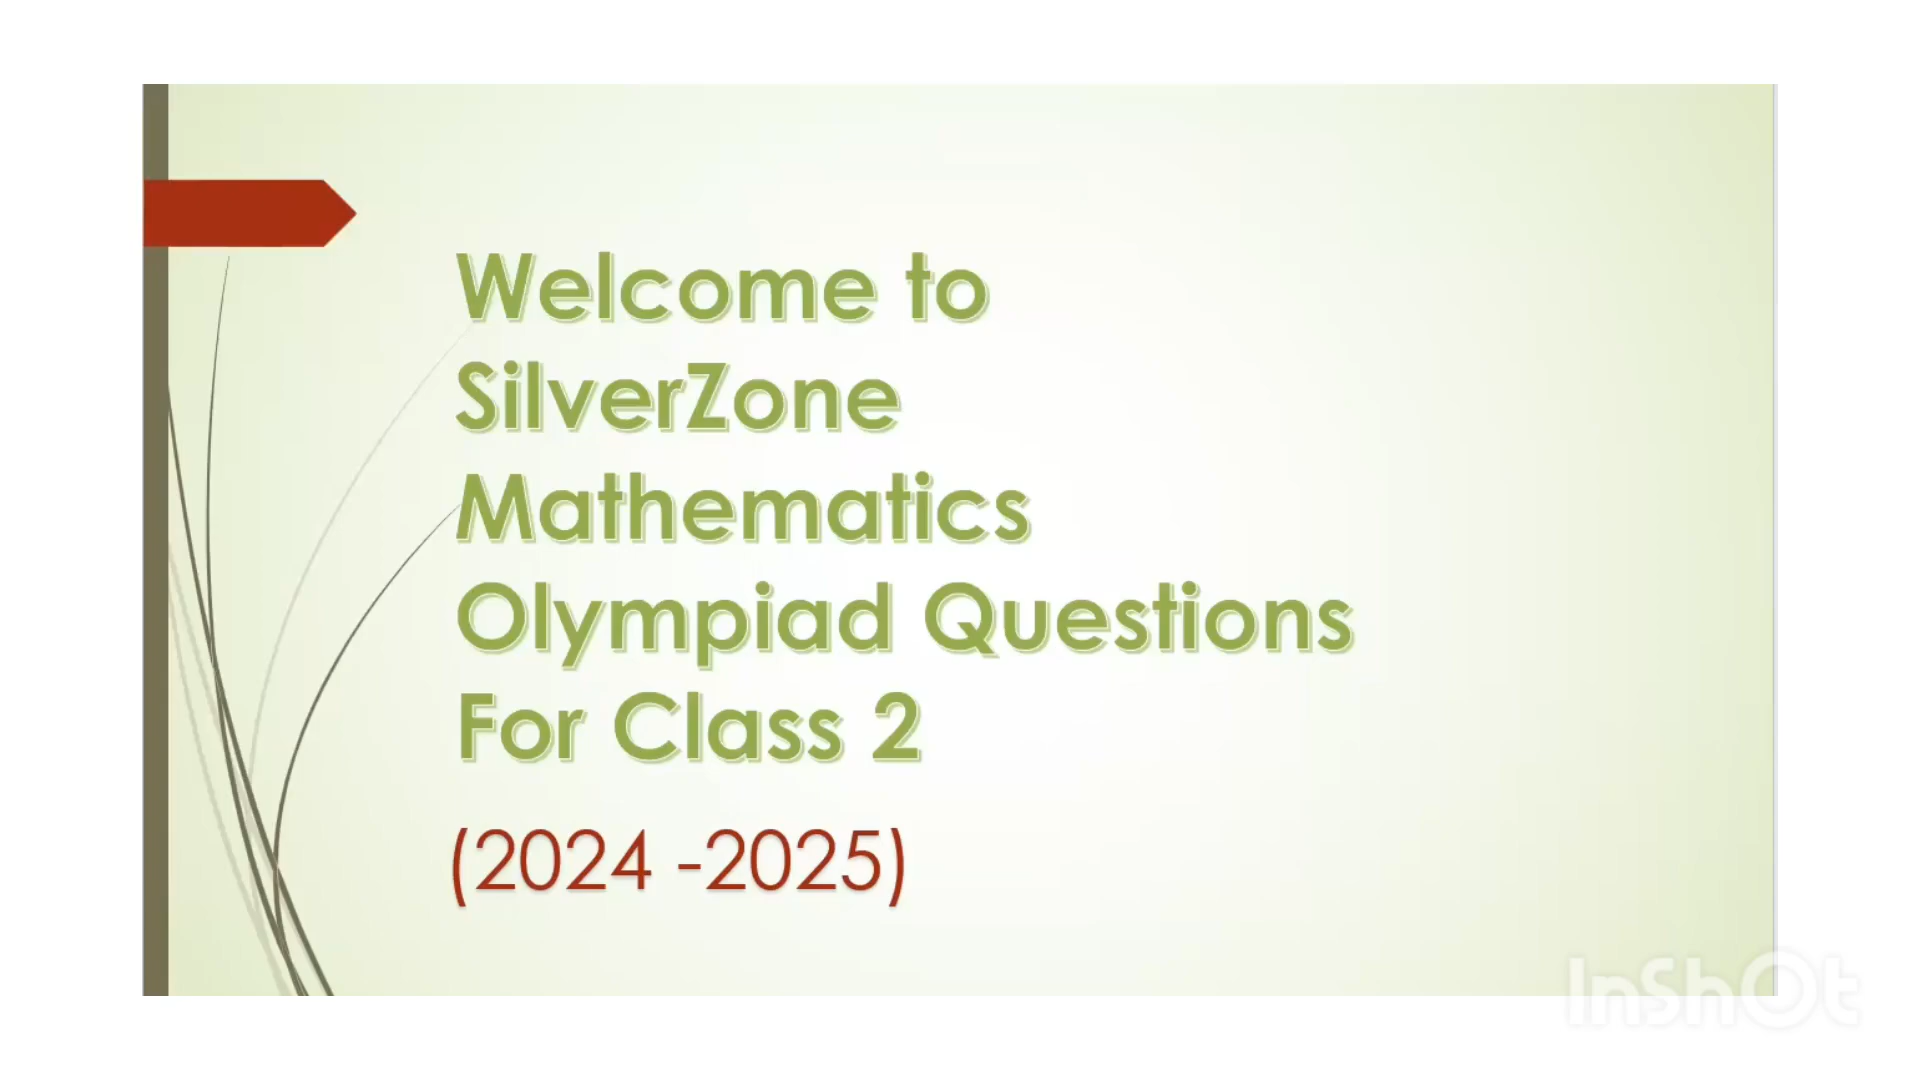 Welcome to
SilverZone
Mathematics
Olympiad Questions
For Class 2
(2024 -2025)
InShOt